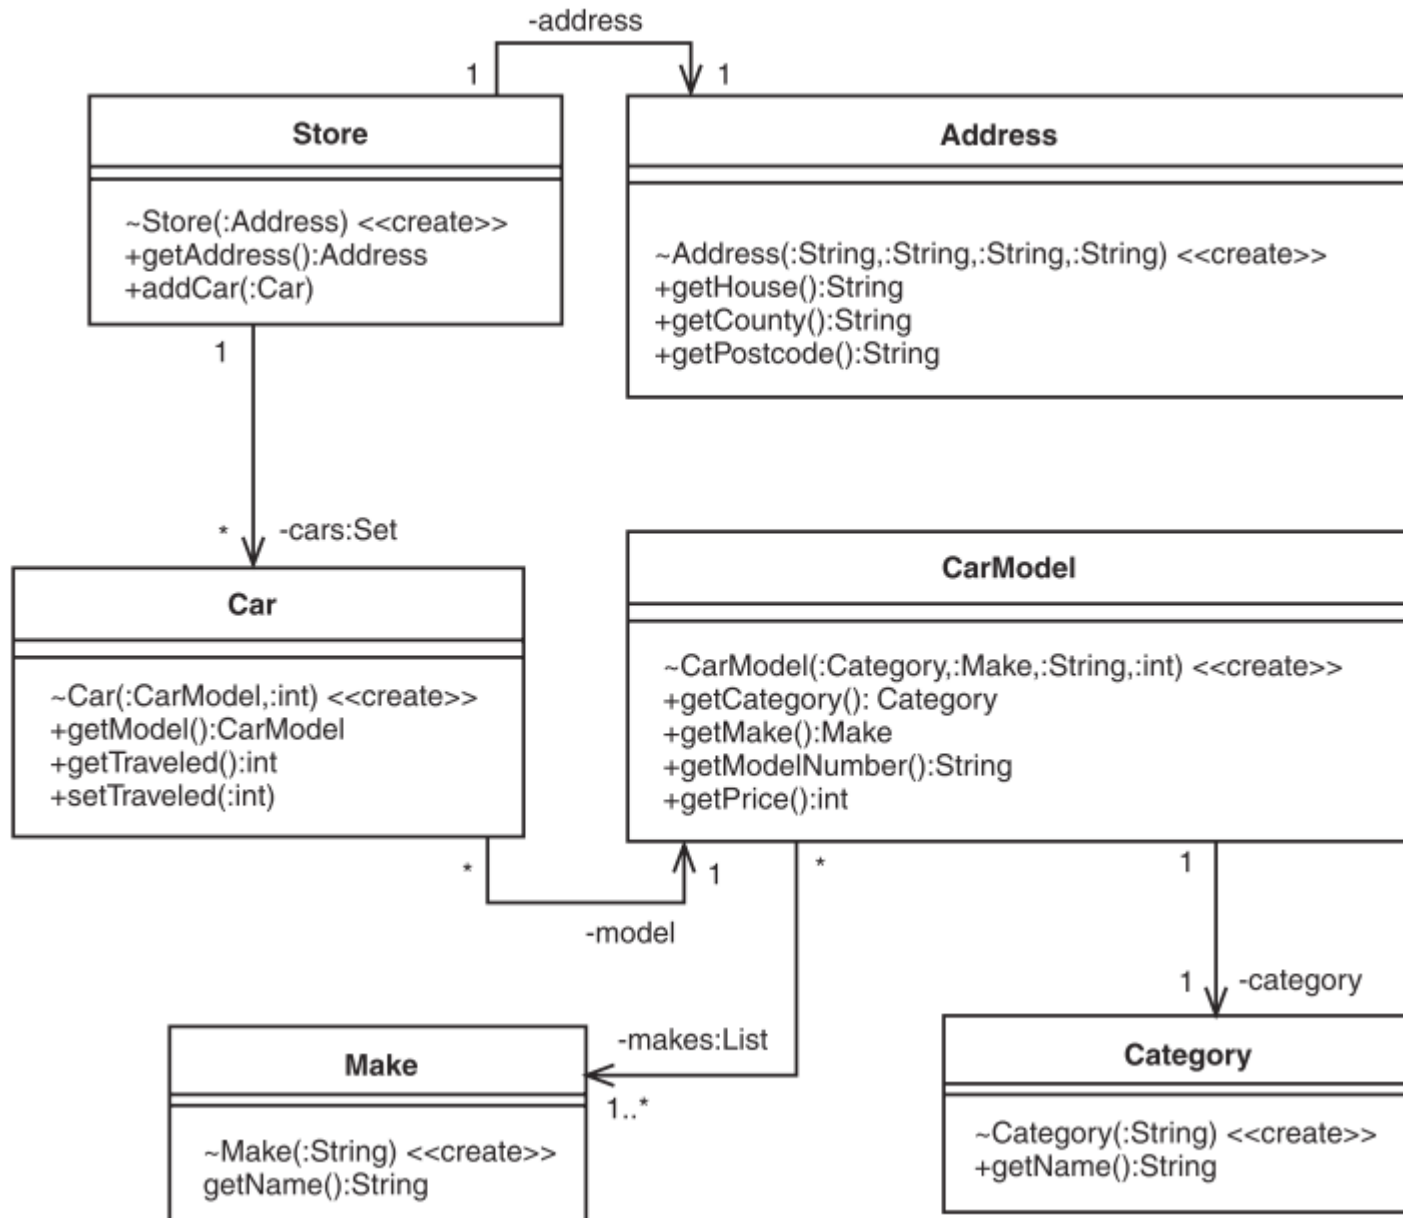 -address
1
1
Store
~Store(:Address) <<create>>
+getAddress():Address
+addCar(:Car)
Address
~Address(:String,:String,:String,:String) <<create>>
+getHouse():String
+getCounty():String
+getPostcode():String
1
*
-cars:Set
Car
~Car(:CarModel,:int) <<create>>
+getModel():CarModel
+getTraveled():int
+setTraveled(:int)
CarModel
~CarModel(:Category,:Make,:String,:int) <<create>>
+getCategory(): Category
+getMake():Make
+getModelNumber():String
+getPrice():int
*
1
-model
*
1
-makes:List
1..*
1
-category
Make
~Make(:String) <<create>>
getName():String
Category
~Category(:String) <<create>>
+getName():String